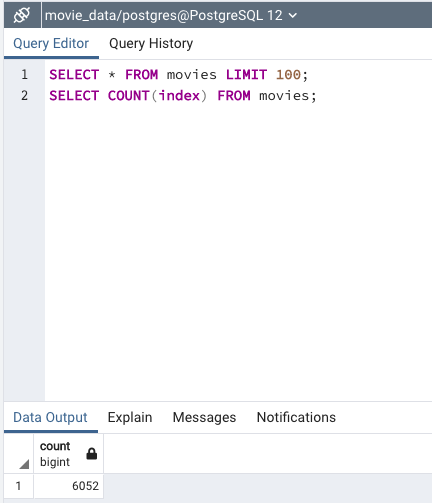 movie_data/postgres@PostgreSQL 12
Query Editor Query History
1 SELECT * FROM movies LIMIT 100;
2 SELECT COUNT(index) FROM movies;
Data Output Explain Messages Notifications
count
bigint
1 6052